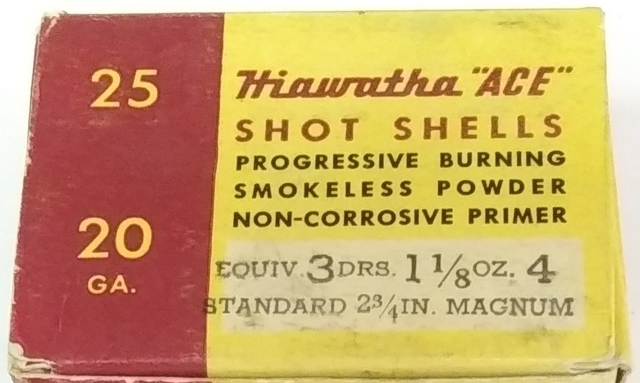 25
20
GA.
Hiawatha "ACE"
SHOT SHELLS
PROGRESSIVE BURNING
SMOKELESS POWDER
NON-CORROSIVE PRIMER
EQUIV. 3 DRS. 1 1/8 OZ. 4
STANDARD 2 3/4 IN. MAGNUM